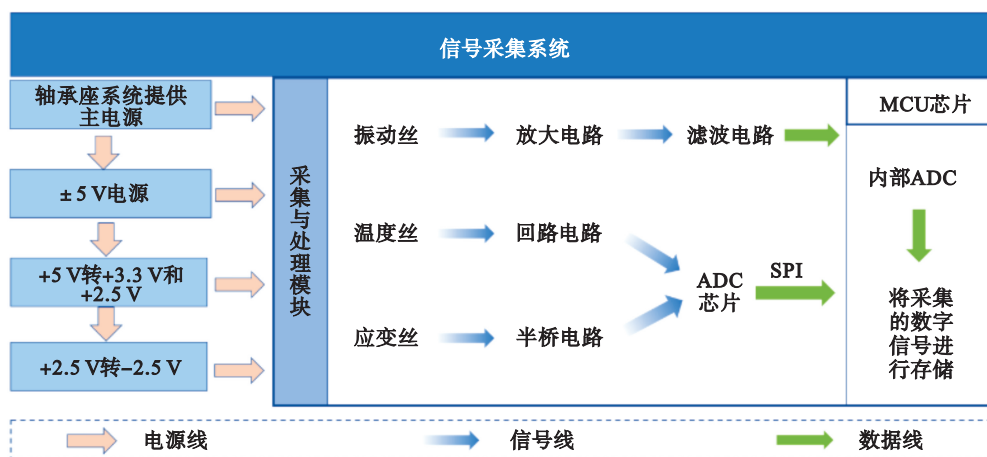 信号采集系统
轴承座系统提供
主电源
±5 V电源
+5 V转+3.3 V和
+2.5 V
+2.5 V转−2.5 V
采集与处理模块
振动丝
放大电路
滤波电路
温度丝
回路电路
应变丝
半桥电路
ADC
芯片
SPI
MCU芯片
内部ADC
将采集
的数字
信号进
行存储
电源线
信号线
数据线